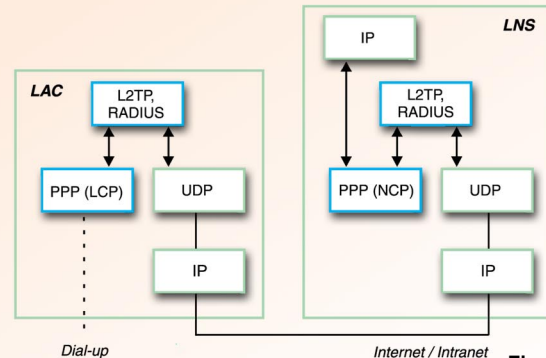 LAC
L2TP,
RADIUS
PPP (LCP)
UDP
IP
Dial-up
LNS
IP
L2TP,
RADIUS
PPP (NCP)
UDP
IP
Internet / Intranet